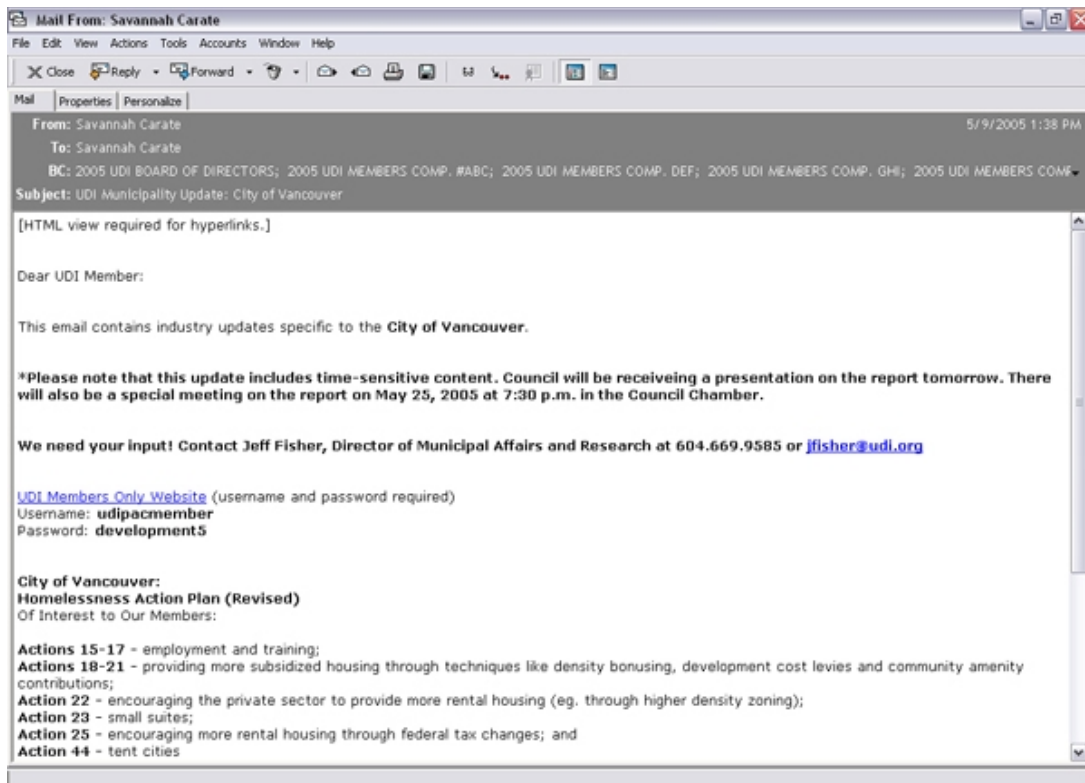 Mail From: Savannah Carate
File Edit View Actions Tools Accounts Window Help
Close Reply Forward
Mail Properties Personalize
From: Savannah Carate 5/9/2005 1:38 PM
To: Savannah Carate
BC: 2005 UDI BOARD OF DIRECTORS; 2005 UDI MEMBERS COMP. #ABC; 2005 UDI MEMBERS COMP. DEF; 2005 UDI MEMBERS COMP. GHI; 2005 UDI MEMBERS COMP
Subject: UDI Municipality Update: City of Vancouver
[HTML view required for hyperlinks.]
Dear UDI Member:
This email contains industry updates specific to the City of Vancouver.
*Please note that this update includes time-sensitive content. Council will be receiveing a presentation on the report tomorrow. There
will also be a special meeting on the report on May 25, 2005 at 7:30 p.m. in the Council Chamber.
We need your input! Contact Jeff Fisher, Director of Municipal Affairs and Research at 604.669.9585 or jfisher@udi.org
UDI Members Only Website (username and password required)
Username: udipacmember
Password: development5
City of Vancouver:
Homelessness Action Plan (Revised)
Of Interest to Our Members:
Actions 15-17 - employment and training;
Actions 18-21 - providing more subsidized housing through techniques like density bonusing, development cost levies and community amenity
contributions;
Action 22 - encouraging the private sector to provide more rental housing (eg. through higher density zoning);
Action 23 - small suites;
Action 25 - encouraging more rental housing through federal tax changes; and
Action 44 - tent cities